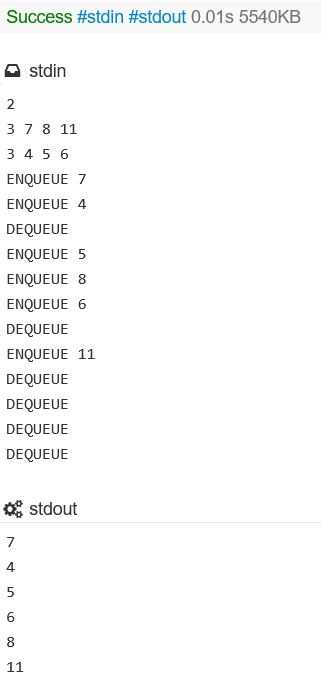 Success #stdin #stdout 0.01s 5540KB
stdin
2
3 7 8 11
3 4 5 6
ENQUEUE 7
ENQUEUE 4
DEQUEUE
ENQUEUE 5
ENQUEUE 8
ENQUEUE 6
DEQUEUE
ENQUEUE 11
DEQUEUE
DEQUEUE
DEQUEUE
DEQUEUE
stdout
7
4
5
6
8
11